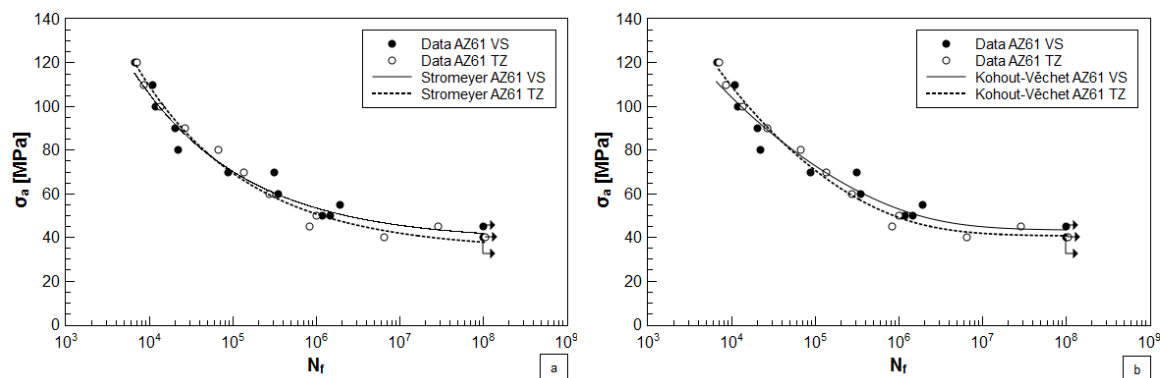 140
120
100
80
60
40
20
0
σa [MPa]
10³ 10⁴ 10⁵ 10⁶ 10⁷ 10⁸ 10⁹
Nf
Data AZ61 VS
Data AZ61 TZ
Stromeyer AZ61 VS
Stromeyer AZ61 TZ
a
140
120
100
80
60
40
20
0
σa [MPa]
10³ 10⁴ 10⁵ 10⁶ 10⁷ 10⁸ 10⁹
Nf
Data AZ61 VS
Data AZ61 TZ
Kohout-Věchet AZ61 VS
Kohout-Věchet AZ61 TZ
b